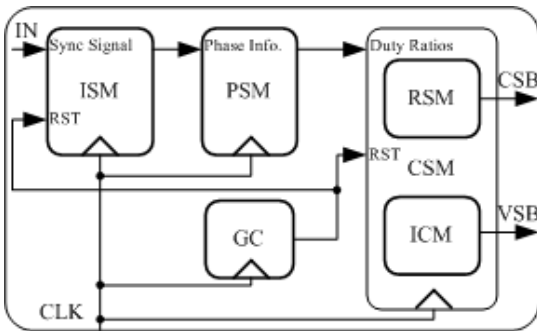 IN
Sync Signal
Phase Info.
Duty Ratios
ISM
PSM
RSM
CSB
RST
RST
CSM
GC
ICM
VSB
CLK